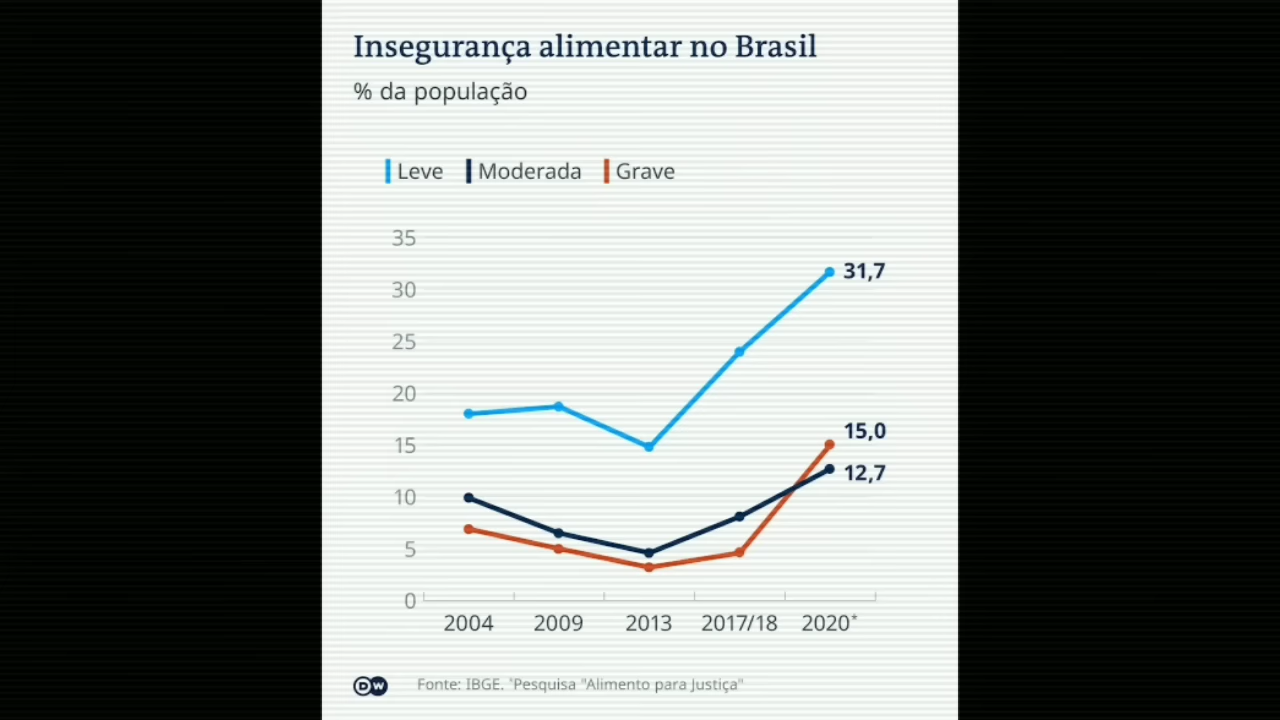 Insegurança alimentar no Brasil
% da população
Leve Moderada Grave
35
31,7
30
25
20
15,0
15
12,7
10
5
0
2004 2009 2013 2017/18 2020*
DW Fonte: IBGE. *Pesquisa "Alimento para Justiça"